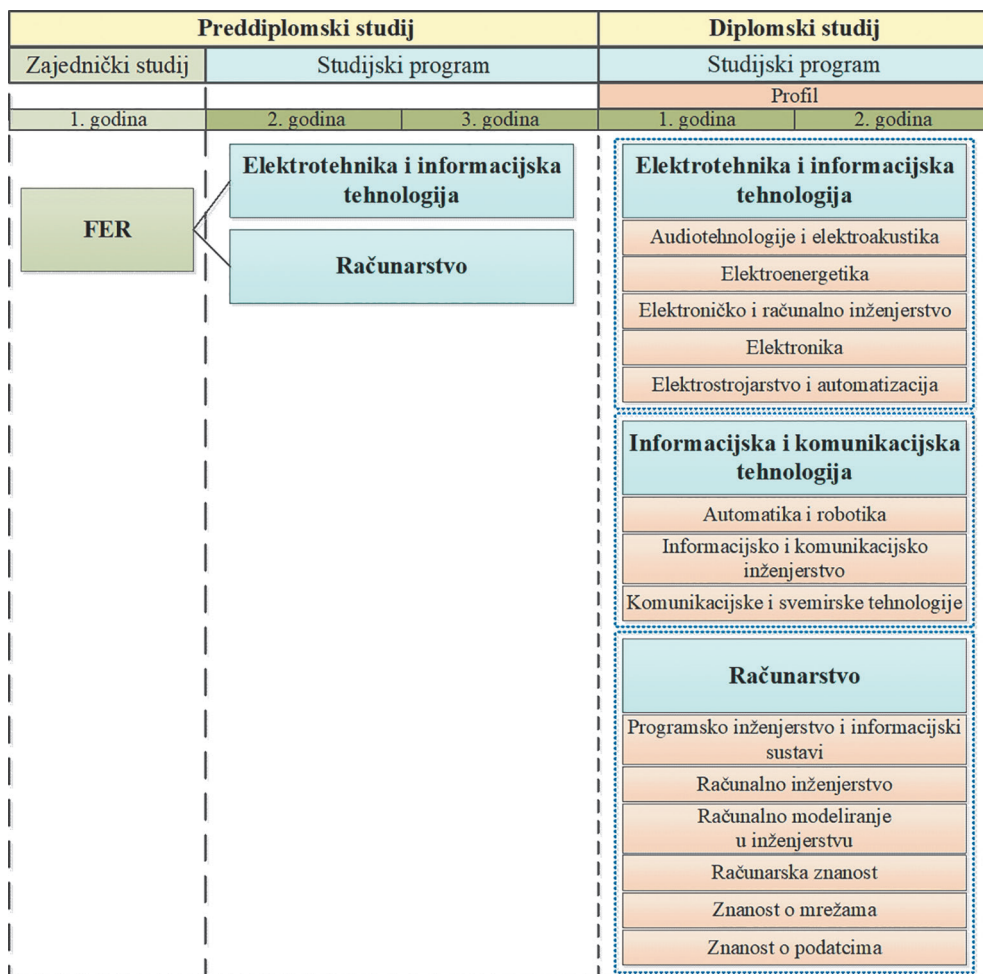 Preddiplomski studij
Diplomski studij
Zajednički studij
Studijski program
Studijski program
Profil
1. godina
2. godina
3. godina
1. godina
2. godina
FER
Elektrotehnika i informacijska
tehnologija
Računarstvo
Elektrotehnika i informacijska
tehnologija
Audiotehnologije i elektroakustika
Elektroenergetika
Elektroničko i računalno inženjerstvo
Elektronika
Elektrostrojarstvo i automatizacija
Informacijska i komunikacijska
tehnologija
Automatika i robotika
Informacijsko i komunikacijsko
inženjerstvo
Komunikacijske i svemirske tehnologije
Računarstvo
Programsko inženjerstvo i informacijski
sustavi
Računalno inženjerstvo
Računalno modeliranje
u inženjerstvu
Računarska znanost
Znanost o mrežama
Znanost o podatcima